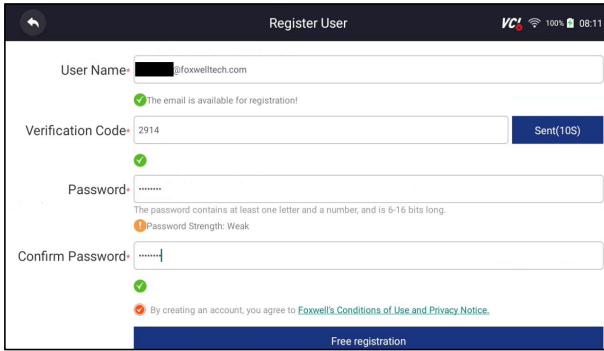 Register User
VCI 100% 08:11
User Name* @foxwelltech.com
The email is available for registration!
Verification Code* 2914 Sent(10S)
Password* ········
The password contains at least one letter and a number, and is 6-16 bits long.
Password Strength: Weak
Confirm Password* ········
By creating an account, you agree to Foxwell's Conditions of Use and Privacy Notice.
Free registration